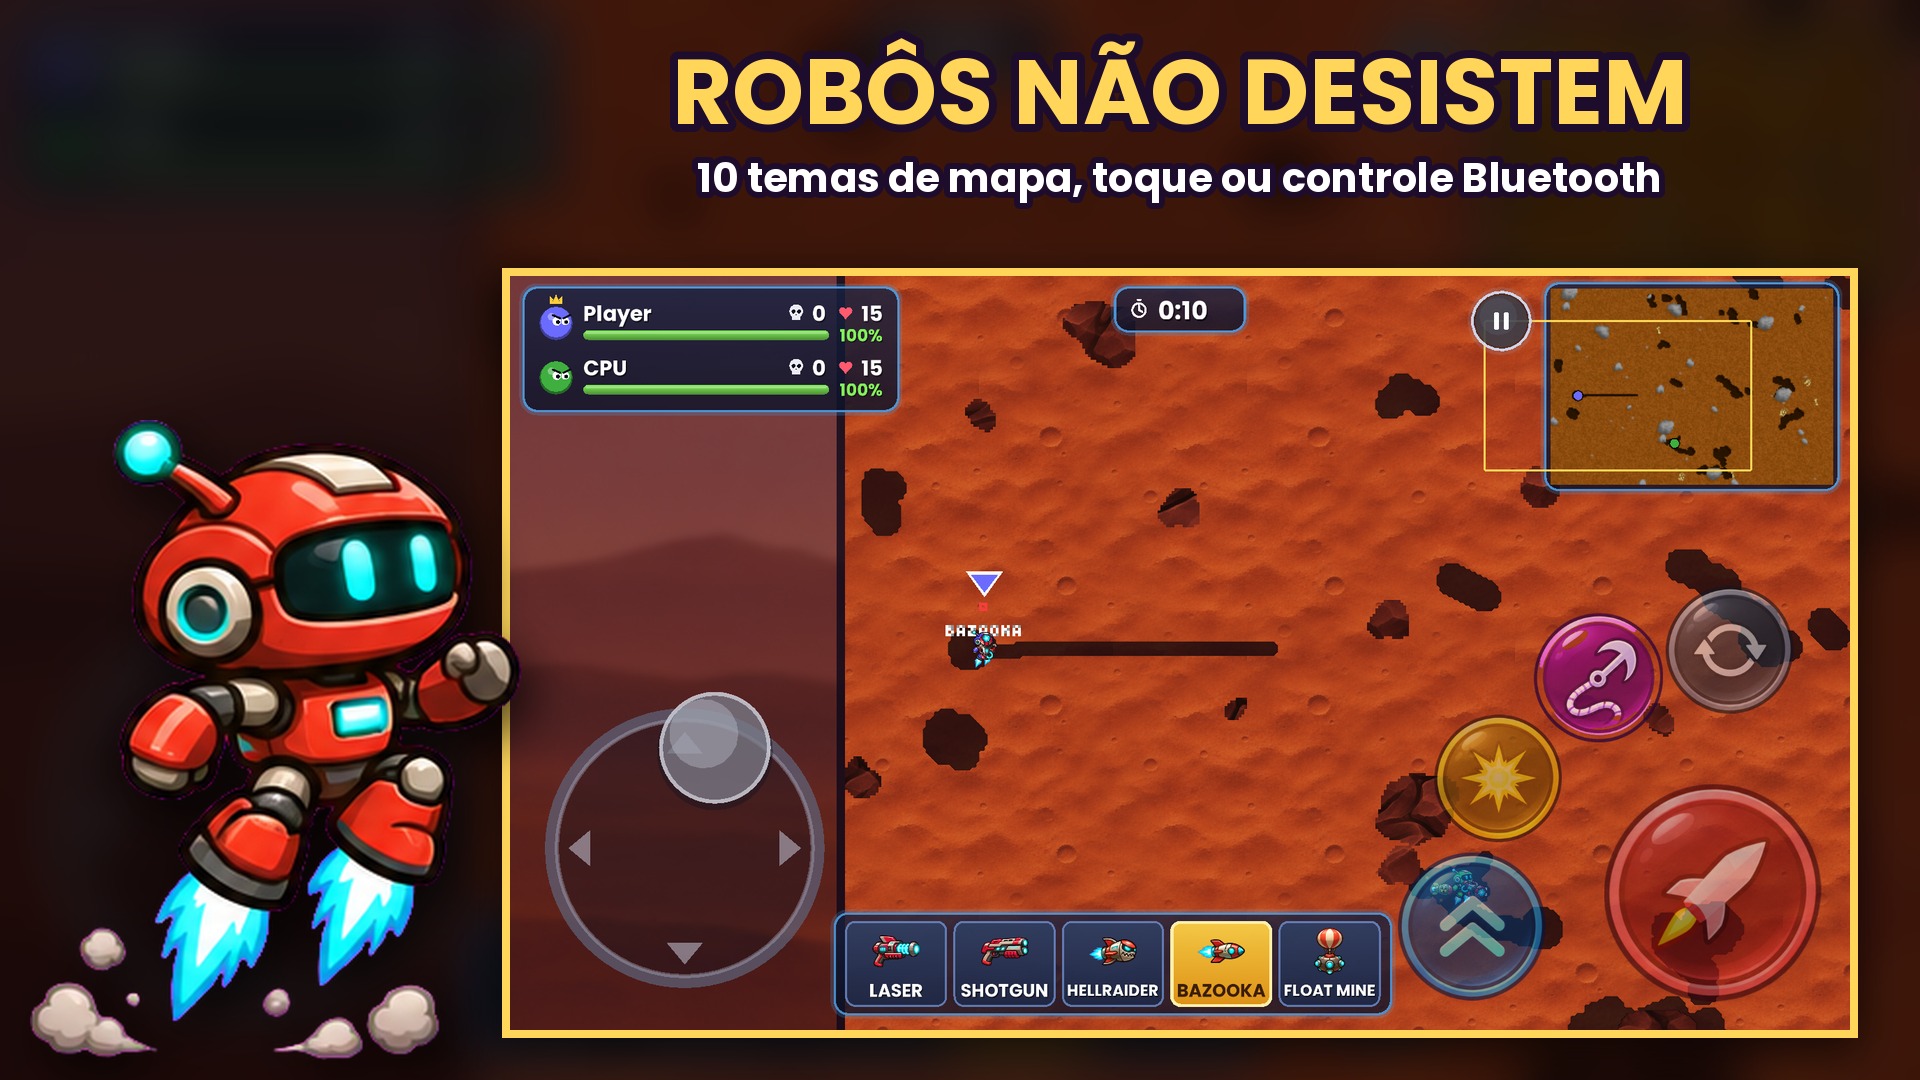 ROBÔS NÃO DESISTEM
10 temas de mapa, toque ou controle Bluetooth
Player 0 15
100%
CPU 0 15
100%
0:10
BAZOOKA
LASER
SHOTGUN
HELLRAIDER
BAZOOKA
FLOAT MINE